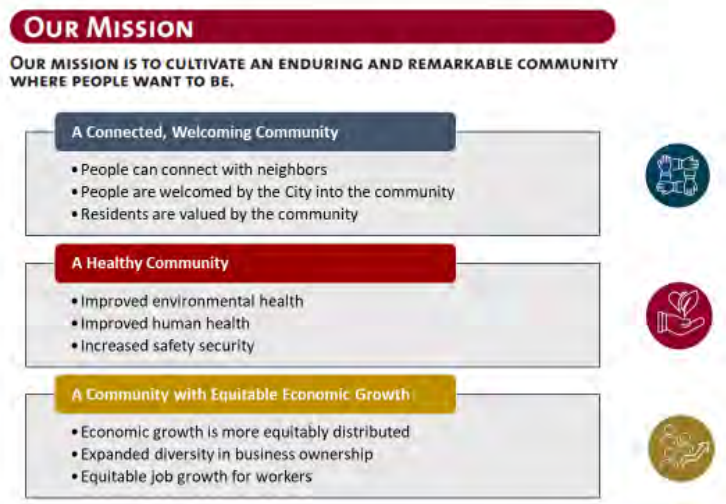 Our Mission
Our mission is to cultivate an enduring and remarkable community
where people want to be.
A Connected, Welcoming Community
•People can connect with neighbors
•People are welcomed by the City into the community
•Residents are valued by the community
A Healthy Community
•Improved environmental health
•Improved human health
•Increased safety security
A Community with Equitable Economic Growth
•Economic growth is more equitably distributed
•Expanded diversity in business ownership
•Equitable job growth for workers